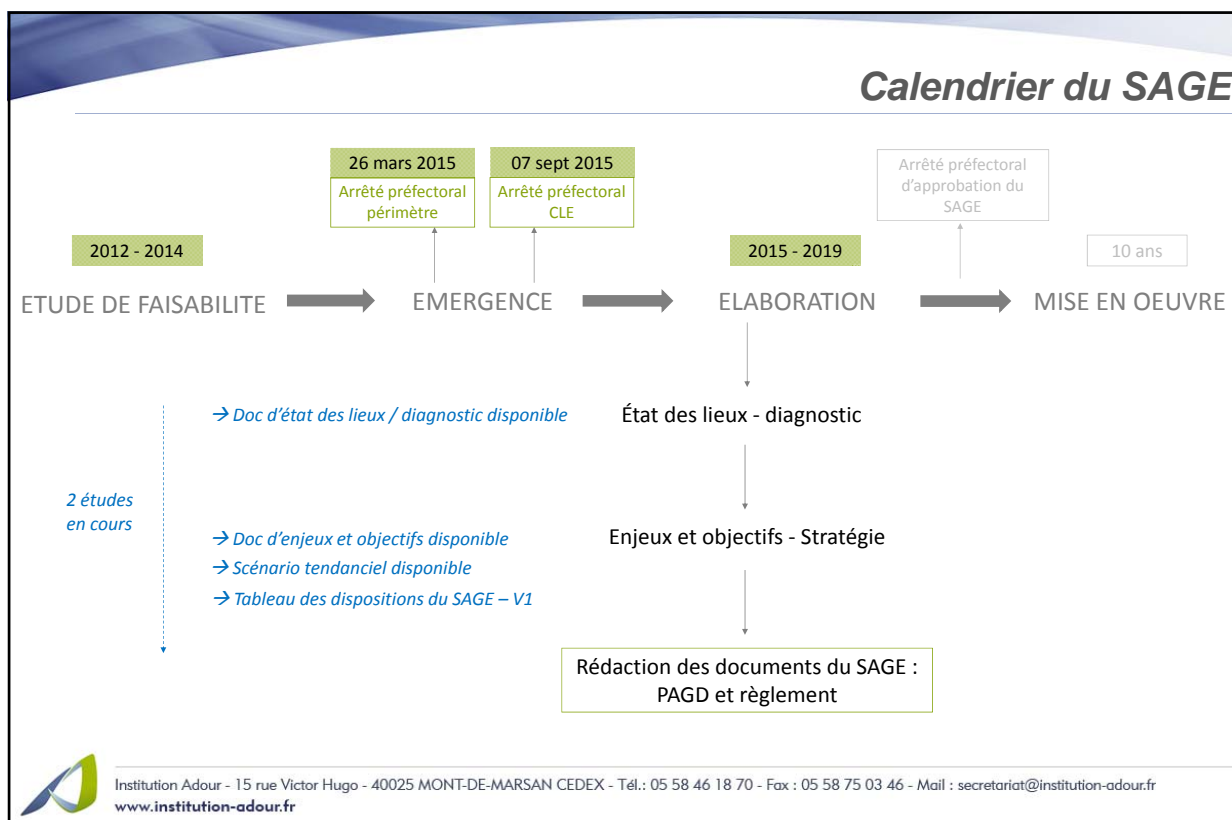 Calendrier du SAGE
26 mars 2015
07 sept 2015
Arrêté préfectoral
périmètre
Arrêté préfectoral
CLE
Arrêté préfectoral
d'approbation du
SAGE
2012 - 2014
2015 - 2019
10 ans
ETUDE DE FAISABILITE
EMERGENCE
ELABORATION
MISE EN OEUVRE
→ Doc d'état des lieux / diagnostic disponible
État des lieux - diagnostic
2 études
en cours
→ Doc d'enjeux et objectifs disponible
→ Scénario tendanciel disponible
→ Tableau des dispositions du SAGE – V1
Enjeux et objectifs - Stratégie
Rédaction des documents du SAGE :
PAGD et règlement
Institution Adour - 15 rue Victor Hugo - 40025 MONT-DE-MARSAN CEDEX - Tél.: 05 58 46 18 70 - Fax : 05 58 75 03 46 - Mail : secretariat@institution-adour.fr
www.institution-adour.fr